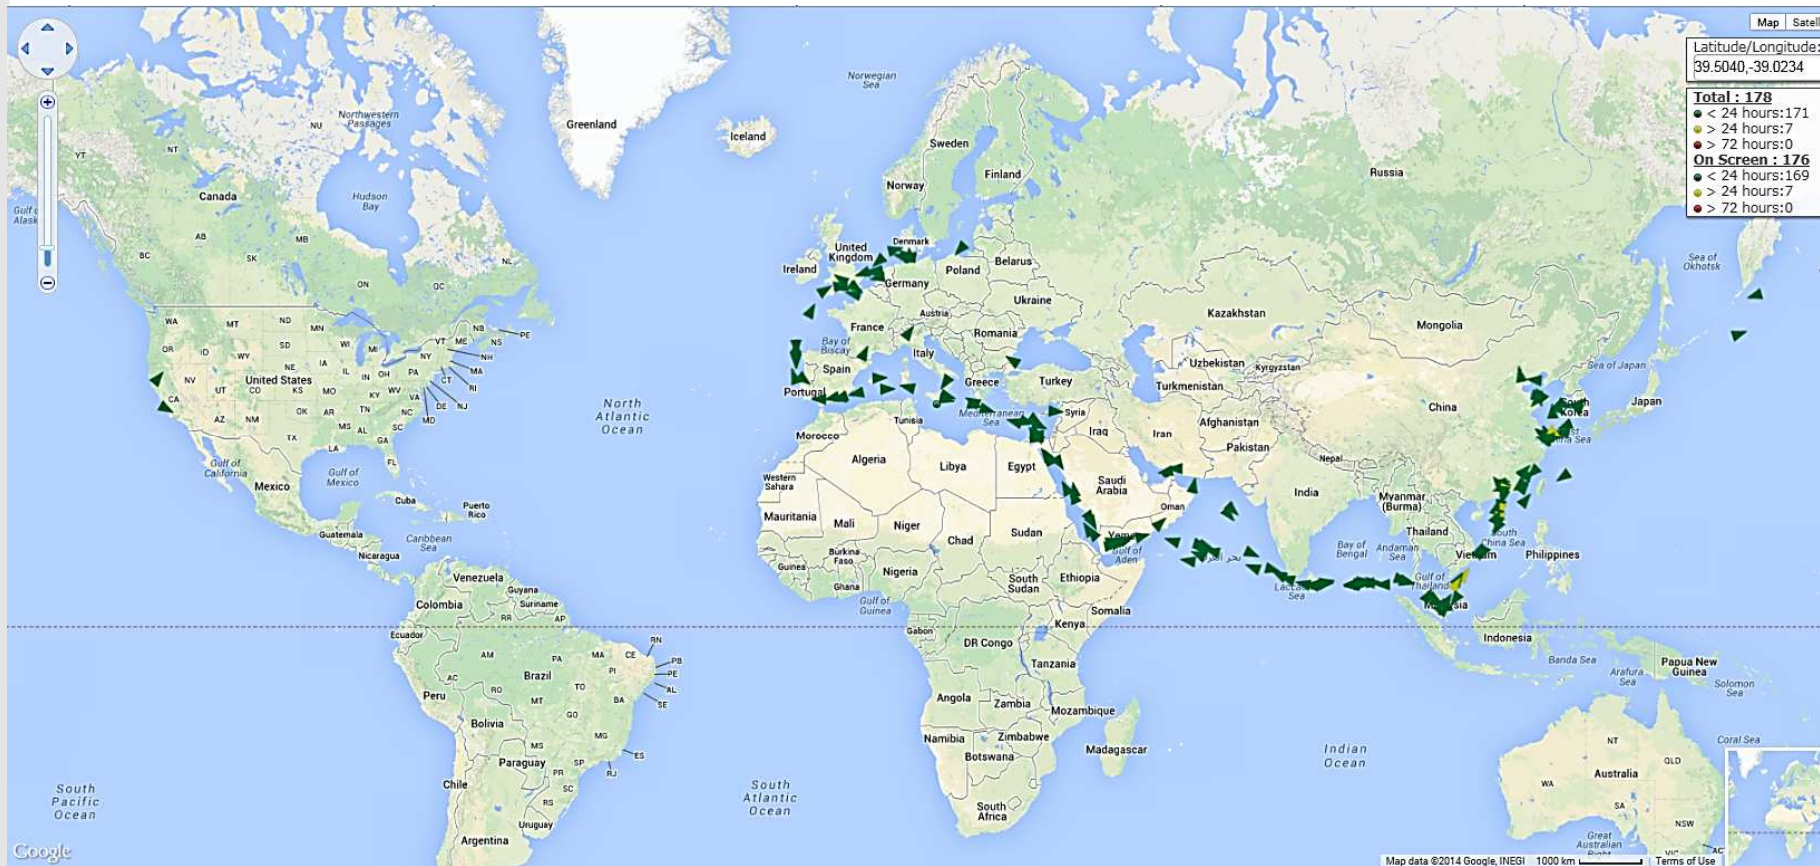 Map Satell
Latitude/Longitude:
39.5040,-39.0234
Total : 178
< 24 hours:171
> 24 hours:7
> 72 hours:0
On Screen : 176
< 24 hours:169
> 24 hours:7
> 72 hours:0
Norwegian
Sea
Greenland
Iceland
Sweden
Finland
Norway
Russia
Northwestern
Passages
NU
YT
NT
Canada
Hudson
Bay
Gulf
Alask
AB
MB
BC
SK
ON
QC
NL
Sea of
Okhotsk
Denmark
United
Kingdom
Ireland
Belarus
Poland
Germany
Ukraine
Austria
France
Romania
Bay of
Biscay
Italy
Spain
Portugal
Greece
Turkey
Kazakhstan
Mongolia
Uzbekistan
Kyrgyzstan
Turkmenistan
Sea of Japan
China
South
Korea
Japan
East
China Sea
WA
MT
ND
MN
OR
ID
WY
SD
WI
MI
VT
ME
NB
NS
PE
NH
MA
RI
CT
NJ
DE
MD
NY
PA
NE
IA
IL
IN
OH
NV
UT
United States
CO
KS
MO
KY
WV
VA
CA
AZ
NM
OK
AR
TN
NC
SC
TX
MS
AL
GA
LA
FL
Gulf of
California
Gulf of
Mexico
Mexico
Cuba
Puerto
Rico
Guatemala
Caribbean
Sea
Nicaragua
North
Atlantic
Ocean
Mediterranean
Sea
Tunisia
Morocco
Syria
Iraq
Iran
Afghanistan
Pakistan
Nepal
Algeria
Libya
Egypt
Western
Sahara
Saudi
Arabia
Oman
India
Myanmar
(Burma)
Mauritania
Mali
Niger
Chad
Sudan
Yemen
Gulf of
Aden
بحر العرب
Burkina
Faso
Guinea
Ghana
Nigeria
Gulf of
Guinea
South
Sudan
Ethiopia
Somalia
Bay of
Bengal
Andaman
Sea
Thailand
Gulf of
Thailand
Vietnam
South
China Sea
Philippines
Laccadive
Sea
Malaysia
Indonesia
Venezuela
Guyana
Suriname
Colombia
RR
AP
Ecuador
AM
PA
MA
CE
RN
PB
PE
AL
SE
PI
Brazil
AC
RO
TO
BA
Peru
MT
GO
Bolivia
MG
ES
MS
Paraguay
SP
RJ
PR
SC
RS
Chile
Uruguay
Argentina
South
Pacific
Ocean
South
Atlantic
Ocean
Gabon
DR Congo
Kenya
Tanzania
Angola
Zambia
Mozambique
Namibia
Zimbabwe
Botswana
Madagascar
South
Africa
Indian
Ocean
Banda Sea
Arafura
Sea
Papua New
Guinea
Solomon
Sea
Coral Sea
NT
QLD
WA
Australia
SA
NSW
VIC
AC
Great
Australian
Bight
Google
Map data ©2014 Google, INEGI 1000 km Terms of Use